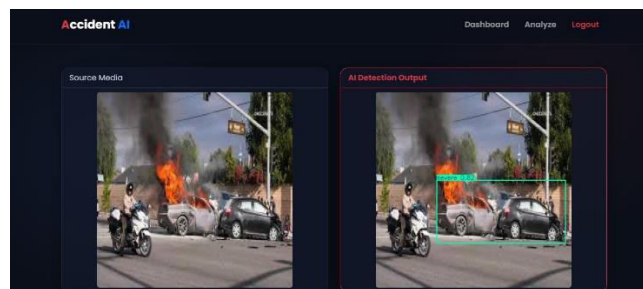 Accident AI
Dashboard Analyze Logout
Source Media
AI Detection Output